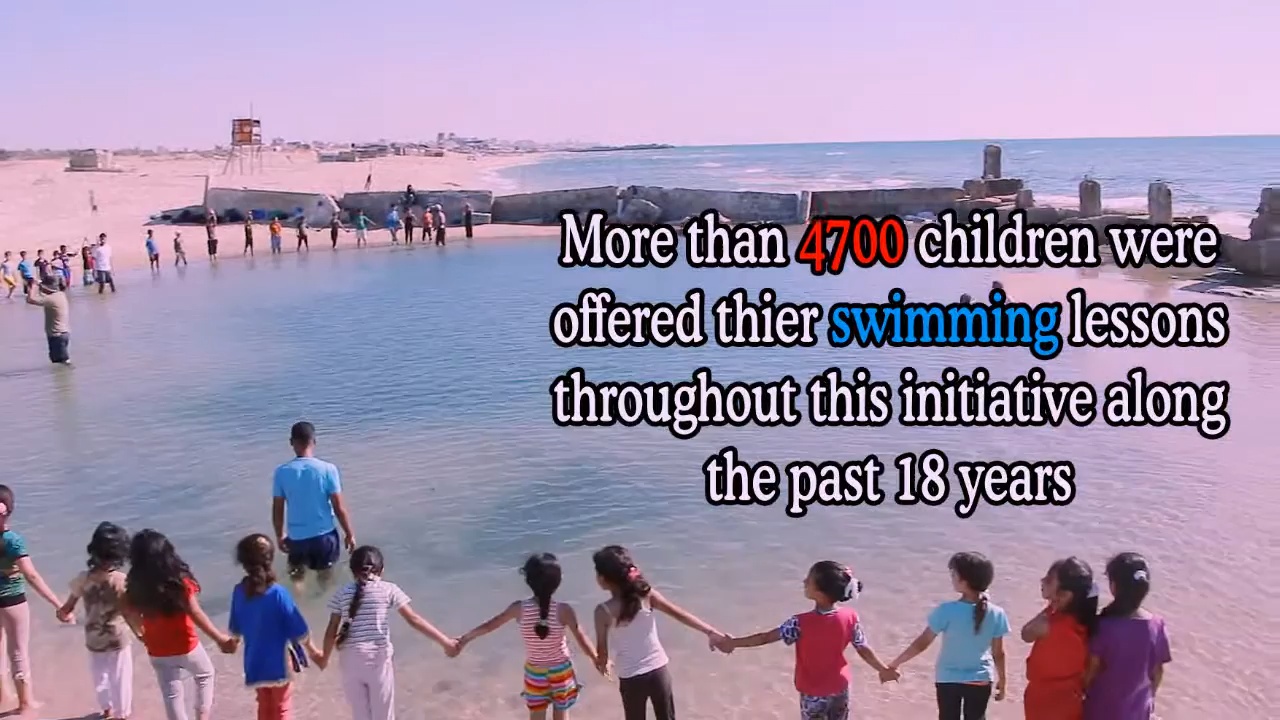 More than 4700 children were
offered thier swimming lessons
throughout this initiative along
the past 18 years